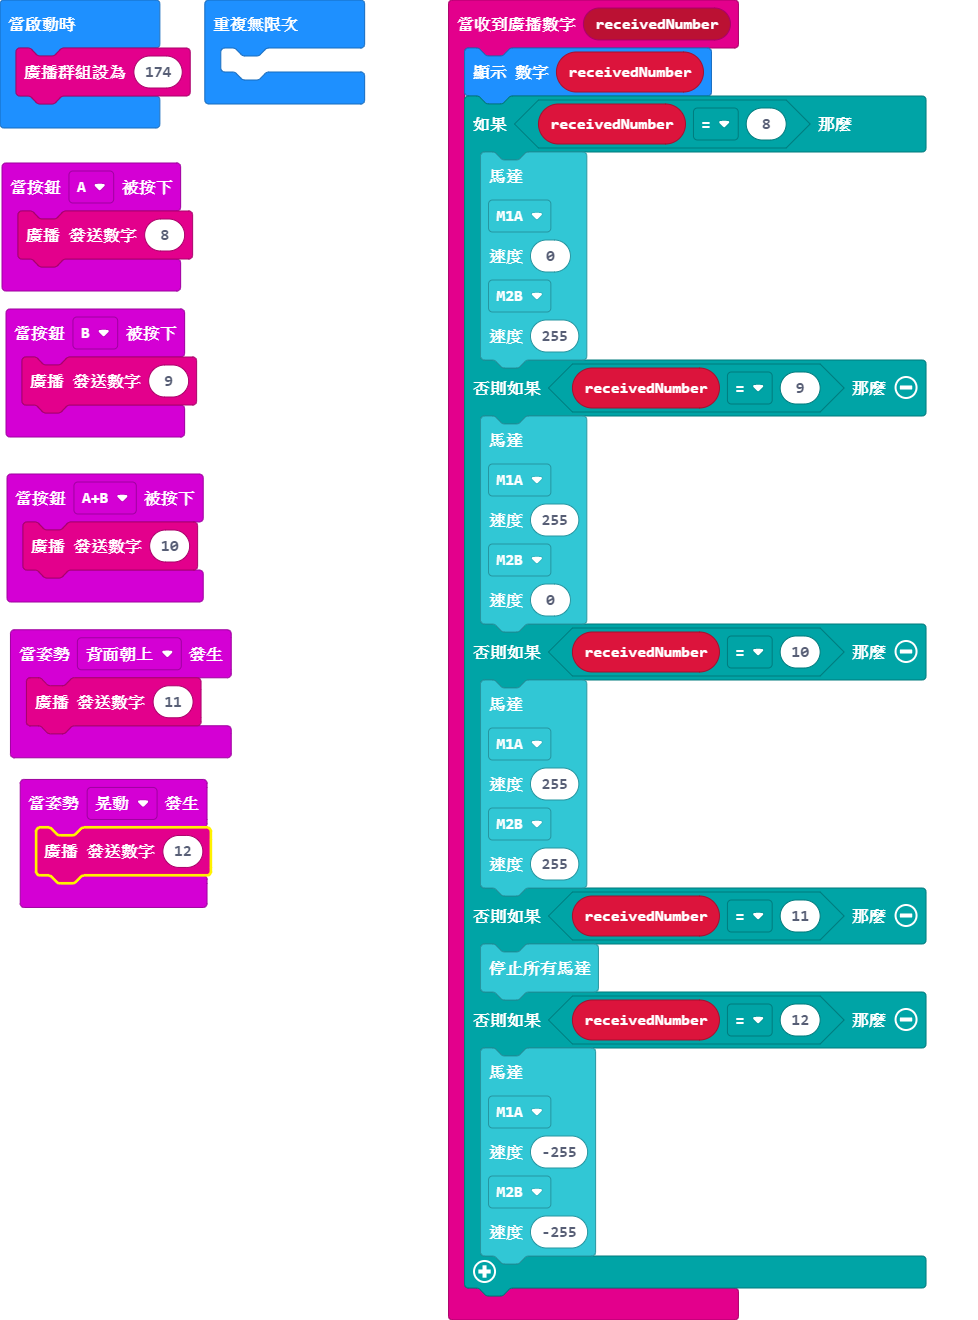 當啟動時
廣播群組設為 174
重複無限次
當按鈕 A 被按下
廣播 發送數字 8
當按鈕 B 被按下
廣播 發送數字 9
當按鈕 A+B 被按下
廣播 發送數字 10
當姿勢 背面朝上 發生
廣播 發送數字 11
當姿勢 晃動 發生
廣播 發送數字 12
當收到廣播數字 receivedNumber
顯示 數字 receivedNumber
如果 receivedNumber = 8 那麼
馬達
M1A
速度 0
M2B
速度 255
否則如果 receivedNumber = 9 那麼
馬達
M1A
速度 255
M2B
速度 0
否則如果 receivedNumber = 10 那麼
馬達
M1A
速度 255
M2B
速度 255
否則如果 receivedNumber = 11 那麼
停止所有馬達
否則如果 receivedNumber = 12 那麼
馬達
M1A
速度 -255
M2B
速度 -255